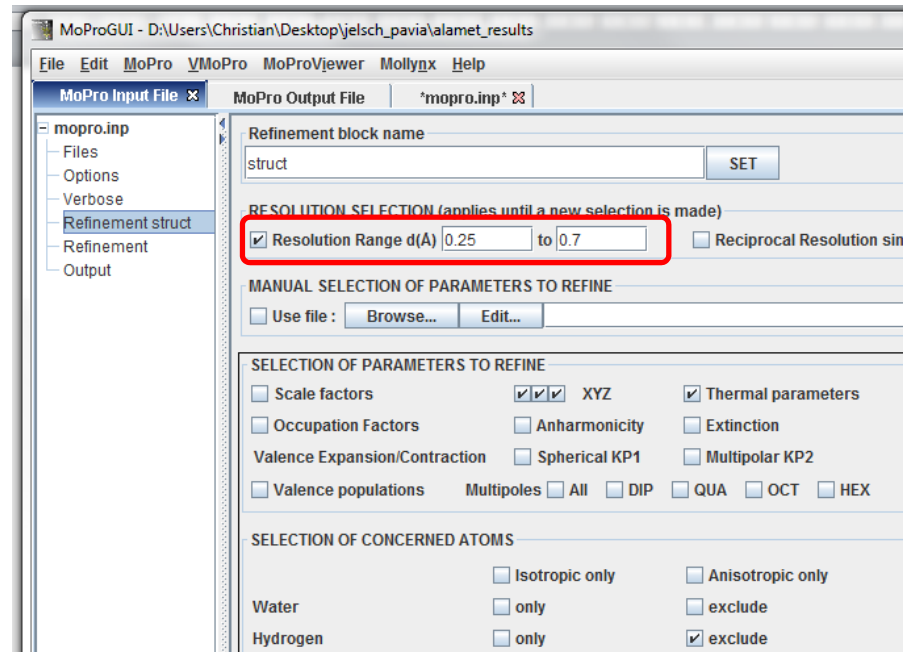 MoProGUI - D:\Users\Christian\Desktop\jelsch_pavia\alamet_results
File Edit MoPro VMoPro MoProViewer Mollynx Help
MoPro Input File MoPro Output File *mopro.inp*
mopro.inp
Files
Options
Verbose
Refinement struct
Refinement
Output
Refinement block name
struct SET
RESOLUTION SELECTION (applies until a new selection is made)
Resolution Range d(Å) 0.25 to 0.7 Reciprocal Resolution sin
MANUAL SELECTION OF PARAMETERS TO REFINE
Use file : Browse... Edit...
SELECTION OF PARAMETERS TO REFINE
Scale factors XYZ Thermal parameters
Occupation Factors Anharmonicity Extinction
Valence Expansion/Contraction Spherical KP1 Multipolar KP2
Valence populations Multipoles All DIP QUA OCT HEX
SELECTION OF CONCERNED ATOMS
Isotropic only Anisotropic only
Water only exclude
Hydrogen only exclude